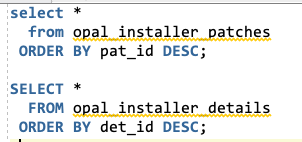 select *
  from opal_installer_patches
 ORDER BY pat_id DESC;

SELECT *
  FROM opal_installer_details
 ORDER BY det_id DESC;